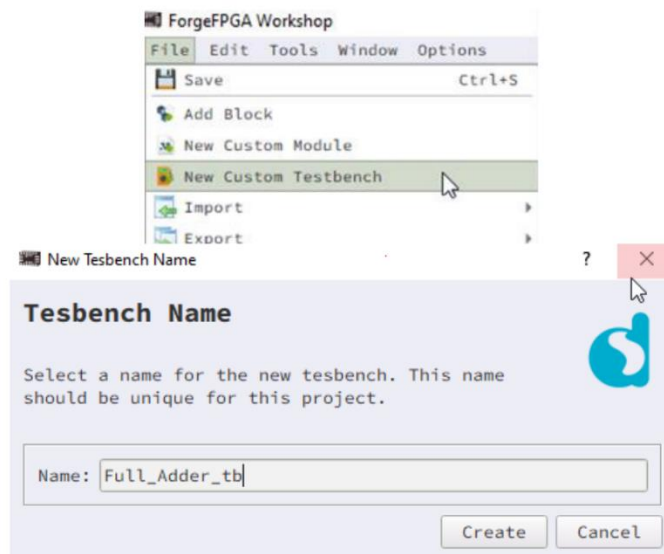 ForgeFPGA Workshop
File Edit Tools Window Options
Save Ctrl+S
Add Block
New Custom Module
New Custom Testbench
Import
Export
New Tesbench Name ?
Tesbench Name
Select a name for the new tesbench. This name
should be unique for this project.
Name: Full_Adder_tb
Create Cancel